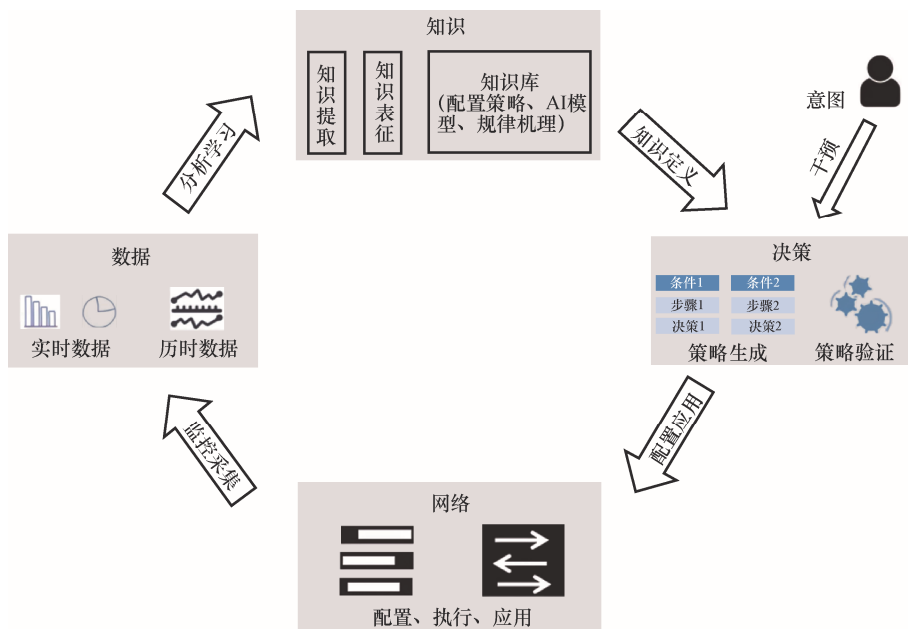 知识
知识提取
知识表征
知识库
(配置策略、AI模
型、规律机理)
意图
分析学习
知识定义
干预
数据
实时数据
历时数据
决策
条件1
条件2
步骤1
步骤2
决策1
决策2
策略生成
策略验证
监控采集
配置应用
网络
配置、执行、应用